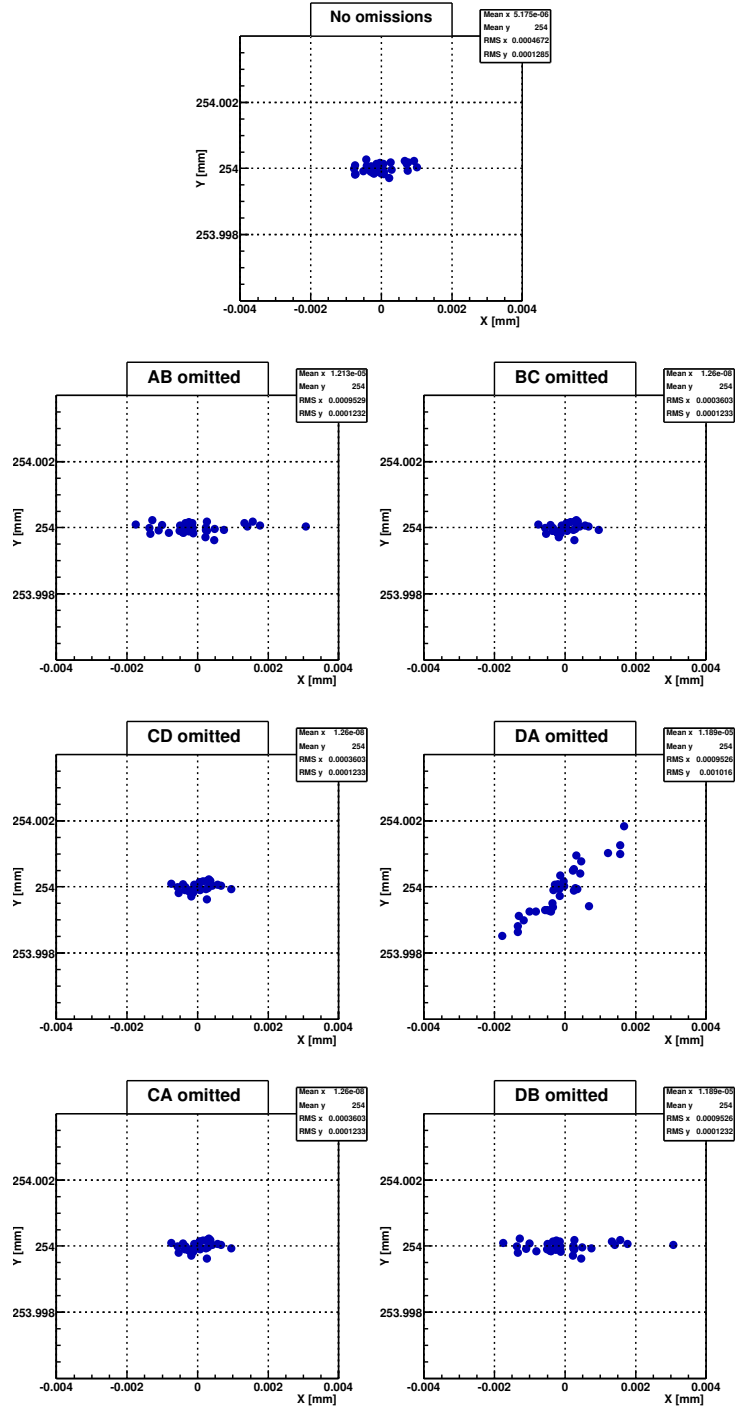 No omissions
Mean x 5.175e-06
Mean y 254
RMS x 0.0004672
RMS y 0.0001285
Y [mm]
254.002
254
253.998
-0.004 -0.002 0 0.002 0.004
X [mm]
AB omitted
Mean x 1.213e-05
Mean y 254
RMS x 0.0009529
RMS y 0.0001232
Y [mm]
254.002
254
253.998
-0.004 -0.002 0 0.002 0.004
X [mm]
BC omitted
Mean x 1.26e-08
Mean y 254
RMS x 0.0003603
RMS y 0.0001233
Y [mm]
254.002
254
253.998
-0.004 -0.002 0 0.002 0.004
X [mm]
CD omitted
Mean x 1.26e-08
Mean y 254
RMS x 0.0003603
RMS y 0.0001233
Y [mm]
254.002
254
253.998
-0.004 -0.002 0 0.002 0.004
X [mm]
DA omitted
Mean x 1.189e-05
Mean y 254
RMS x 0.0009526
RMS y 0.001016
Y [mm]
254.002
254
253.998
-0.004 -0.002 0 0.002 0.004
X [mm]
CA omitted
Mean x 1.26e-08
Mean y 254
RMS x 0.0003603
RMS y 0.0001233
Y [mm]
254.002
254
253.998
-0.004 -0.002 0 0.002 0.004
X [mm]
DB omitted
Mean x 1.189e-05
Mean y 254
RMS x 0.0009526
RMS y 0.0001232
Y [mm]
254.002
254
253.998
-0.004 -0.002 0 0.002 0.004
X [mm]